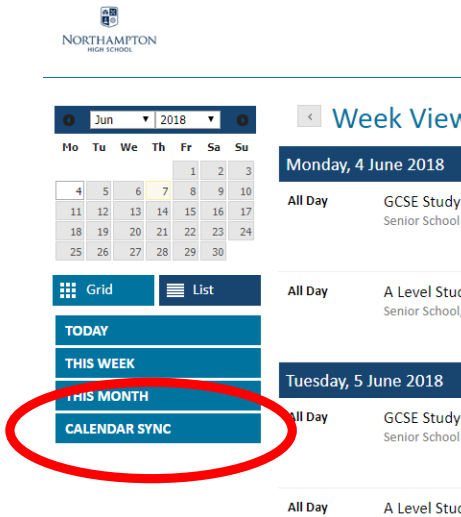 NORTHAMPTON
HIGH SCHOOL
Jun 2018
Mo Tu We Th Fr Sa Su
1 2 3
4 5 6 7 8 9 10
11 12 13 14 15 16 17
18 19 20 21 22 23 24
25 26 27 28 29 30
Grid List
TODAY
THIS WEEK
THIS MONTH
CALENDAR SYNC
Week View
Monday, 4 June 2018
All Day GCSE Study
Senior School
All Day A Level Stud
Senior School,
Tuesday, 5 June 2018
All Day GCSE Study
Senior School
All Day A Level Stud